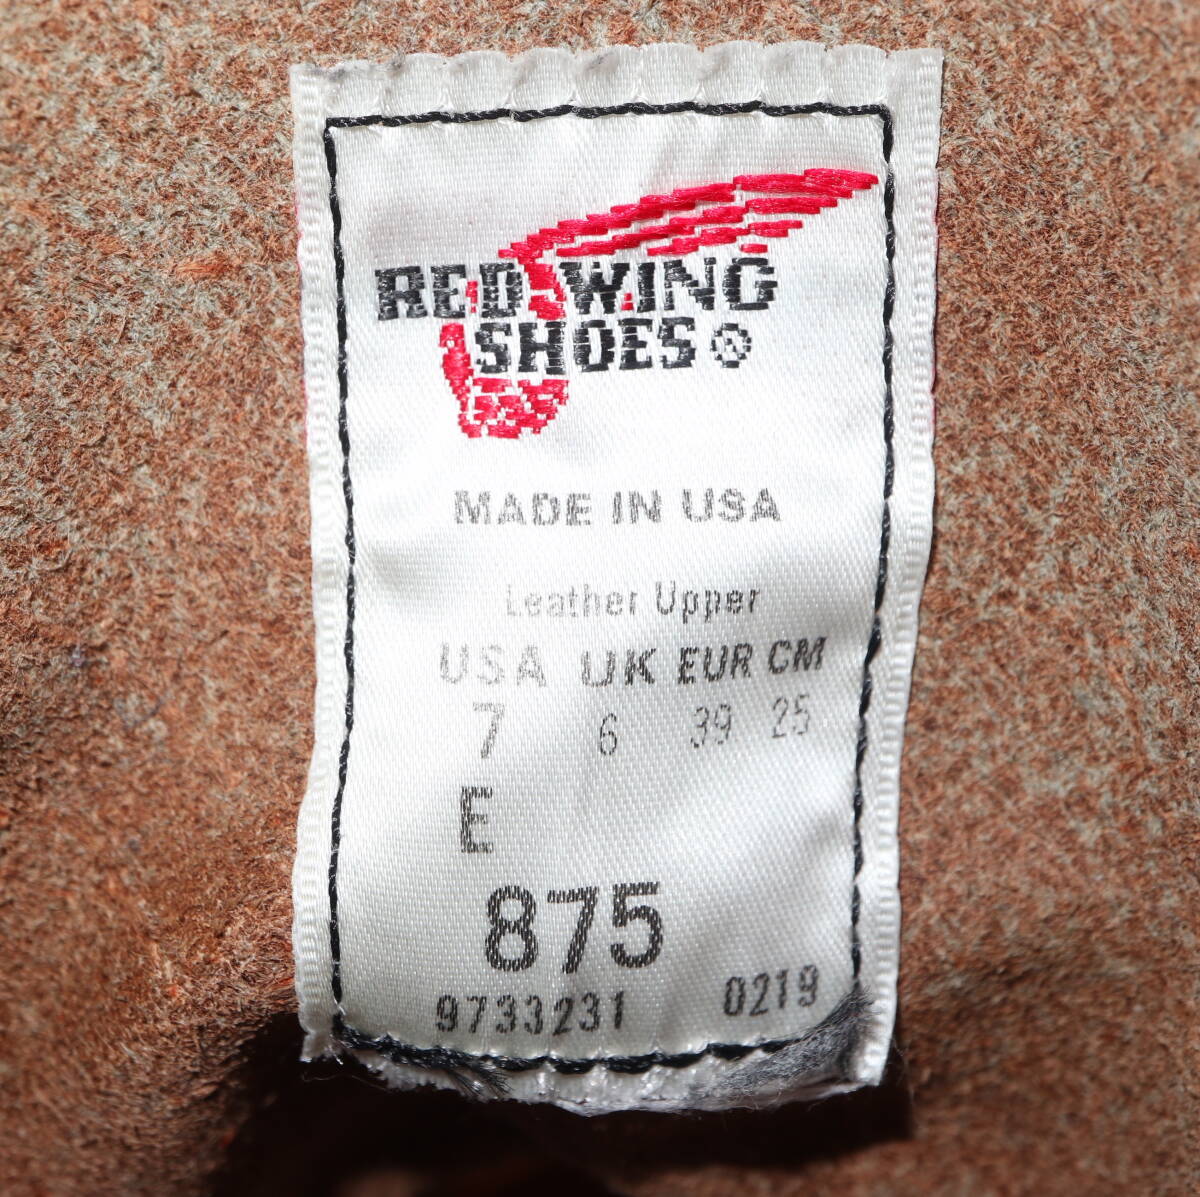 RED WING
SHOES®
MADE IN USA
Leather Upper
USA UK EUR CM
7 6 39 25
E
875
9733231 0219